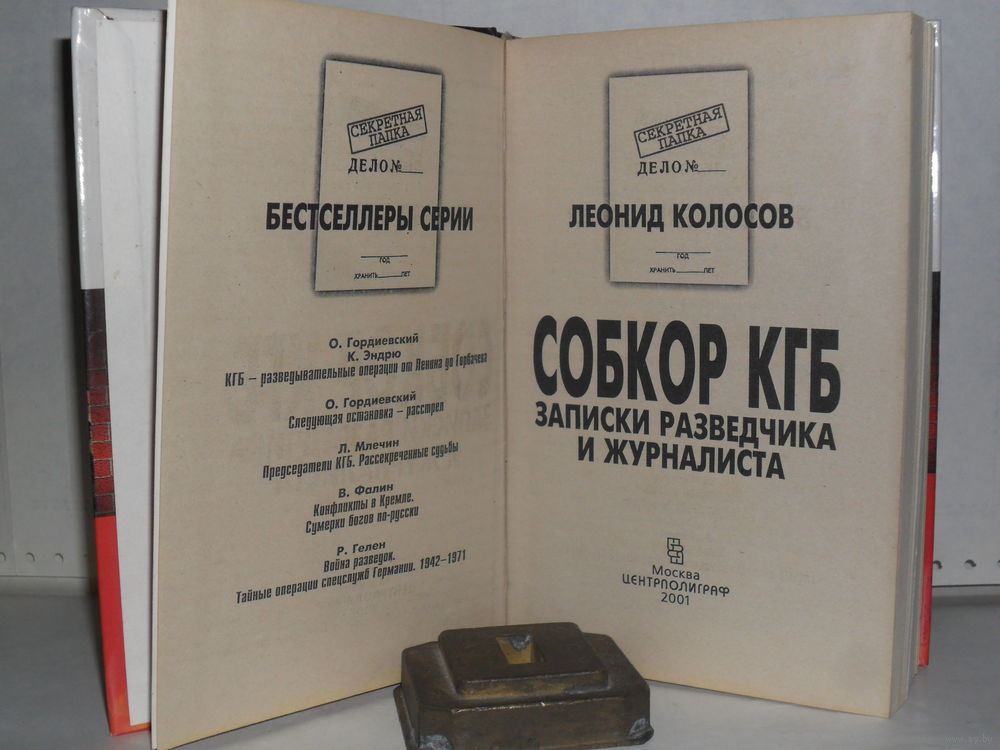 СЕКРЕТНАЯ
ПАПКА
ДЕЛО №
БЕСТСЕЛЛЕРЫ СЕРИИ
ГОД
ХРАНИТЬ ЛЕТ
О. Гордиевский
К. Эндрю
КГБ – разведывательные операции от Ленина до Горбачева
О. Гордиевский
Следующая остановка – расстрел
Л. Млечин
Председатели КГБ. Рассекреченные судьбы
В. Фалин
Конфликты в Кремле.
Сумерки богов по-русски
Р. Гелен
Война разведок.
Тайные операции спецслужб Германии. 1942–1971
СЕКРЕТНАЯ
ПАПКА
ДЕЛО №
ЛЕОНИД КОЛОСОВ
ГОД
ХРАНИТЬ ЛЕТ
СОБКОР КГБ
ЗАПИСКИ РАЗВЕДЧИКА
И ЖУРНАЛИСТА
Москва
ЦЕНТРПОЛИГРАФ
2001
www.ay.by